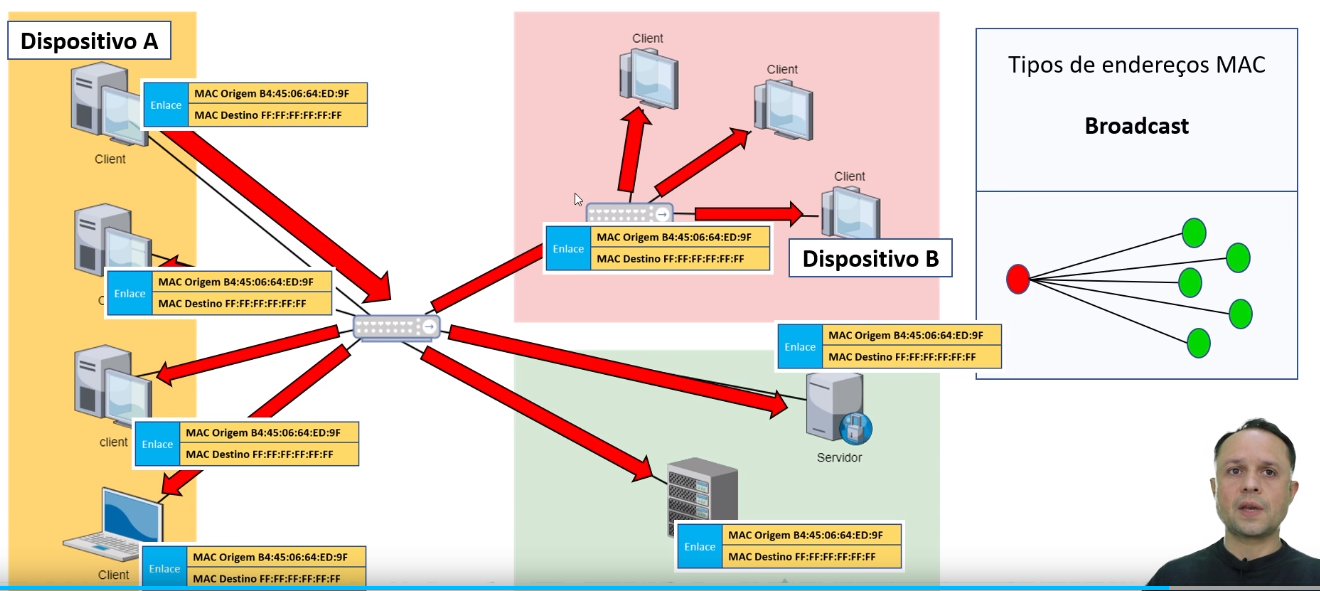 Dispositivo A
Client
Enlace
MAC Origem B4:45:06:64:ED:9F
MAC Destino FF:FF:FF:FF:FF:FF
Client
Enlace
MAC Origem B4:45:06:64:ED:9F
MAC Destino FF:FF:FF:FF:FF:FF
client
Enlace
MAC Origem B4:45:06:64:ED:9F
MAC Destino FF:FF:FF:FF:FF:FF
Client
Enlace
MAC Origem B4:45:06:64:ED:9F
MAC Destino FF:FF:FF:FF:FF:FF
Client
Client
Enlace
MAC Origem B4:45:06:64:ED:9F
MAC Destino FF:FF:FF:FF:FF:FF
Dispositivo B
Enlace
MAC Origem B4:45:06:64:ED:9F
MAC Destino FF:FF:FF:FF:FF:FF
Servidor
Enlace
MAC Origem B4:45:06:64:ED:9F
MAC Destino FF:FF:FF:FF:FF:FF
Tipos de endereços MAC
Broadcast